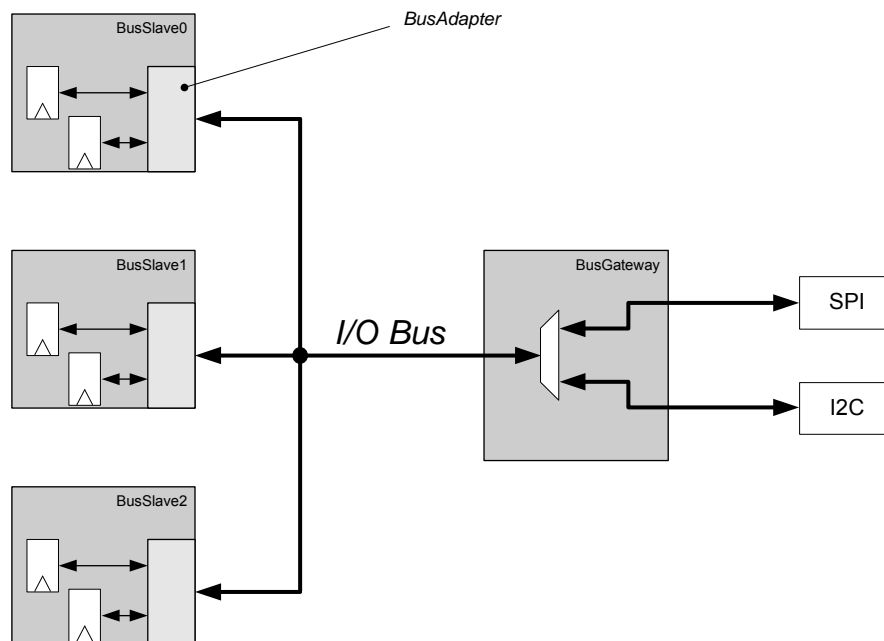 BusSlave0
BusAdapter
BusSlave1
BusGateway
SPI
I/O Bus
I2C
BusSlave2